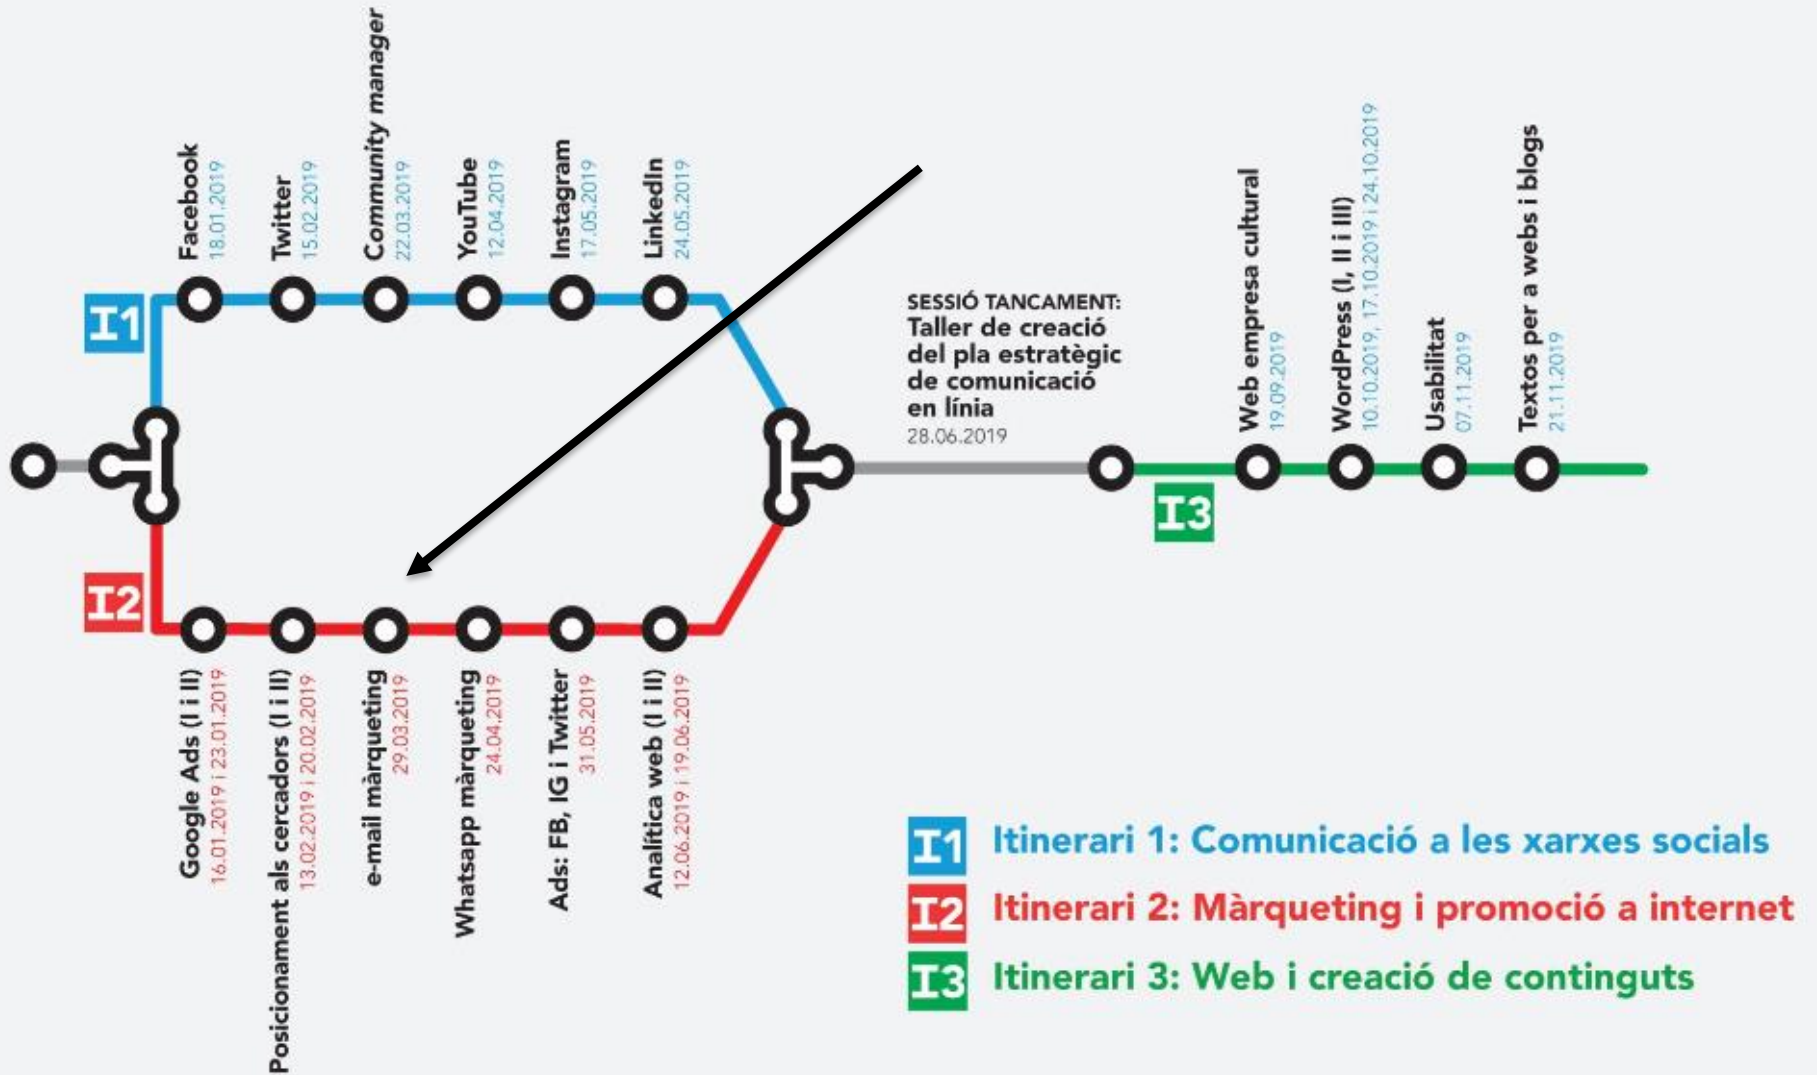 Facebook
18.01.2019
Twitter
15.02.2019
Community manager
22.03.2019
YouTube
12.04.2019
Instagram
17.05.2019
LinkedIn
24.05.2019
I1
SESSIÓ TANCAMENT:
Taller de creació
del pla estratègic
de comunicació
en línia
28.06.2019
Web empresa cultural
19.09.2019
WordPress (I, II i III)
10.10.2019, 17.10.2019 i 24.10.2019
Usabilitat
07.11.2019
Textos per a webs i blogs
21.11.2019
I3
I2
Google Ads (I i II)
16.01.2019 i 23.01.2019
Posicionament als cercadors (I i II)
13.02.2019 i 20.02.2019
e-mail màrqueting
29.03.2019
Whatsapp màrqueting
24.04.2019
Ads: FB, IG i Twitter
31.05.2019
Analítica web (I i II)
12.06.2019 i 19.06.2019
I1 Itinerari 1: Comunicació a les xarxes socials
I2 Itinerari 2: Màrqueting i promoció a internet
I3 Itinerari 3: Web i creació de continguts